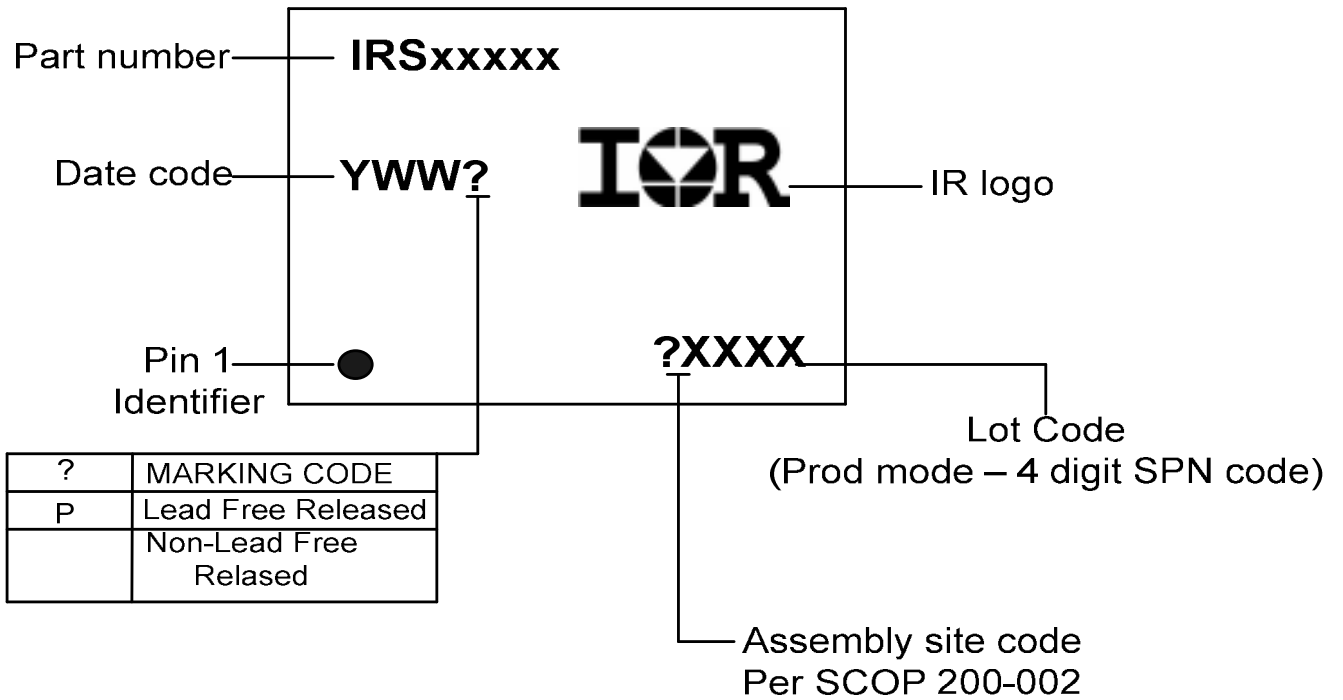 Part number
IRSxxxxx
Date code
YWW?
IOR
IR logo
Pin 1
Identifier
?XXXX
Lot Code
(Prod mode – 4 digit SPN code)
? MARKING CODE
P Lead Free Released
Non-Lead Free
Relased
Assembly site code
Per SCOP 200-002